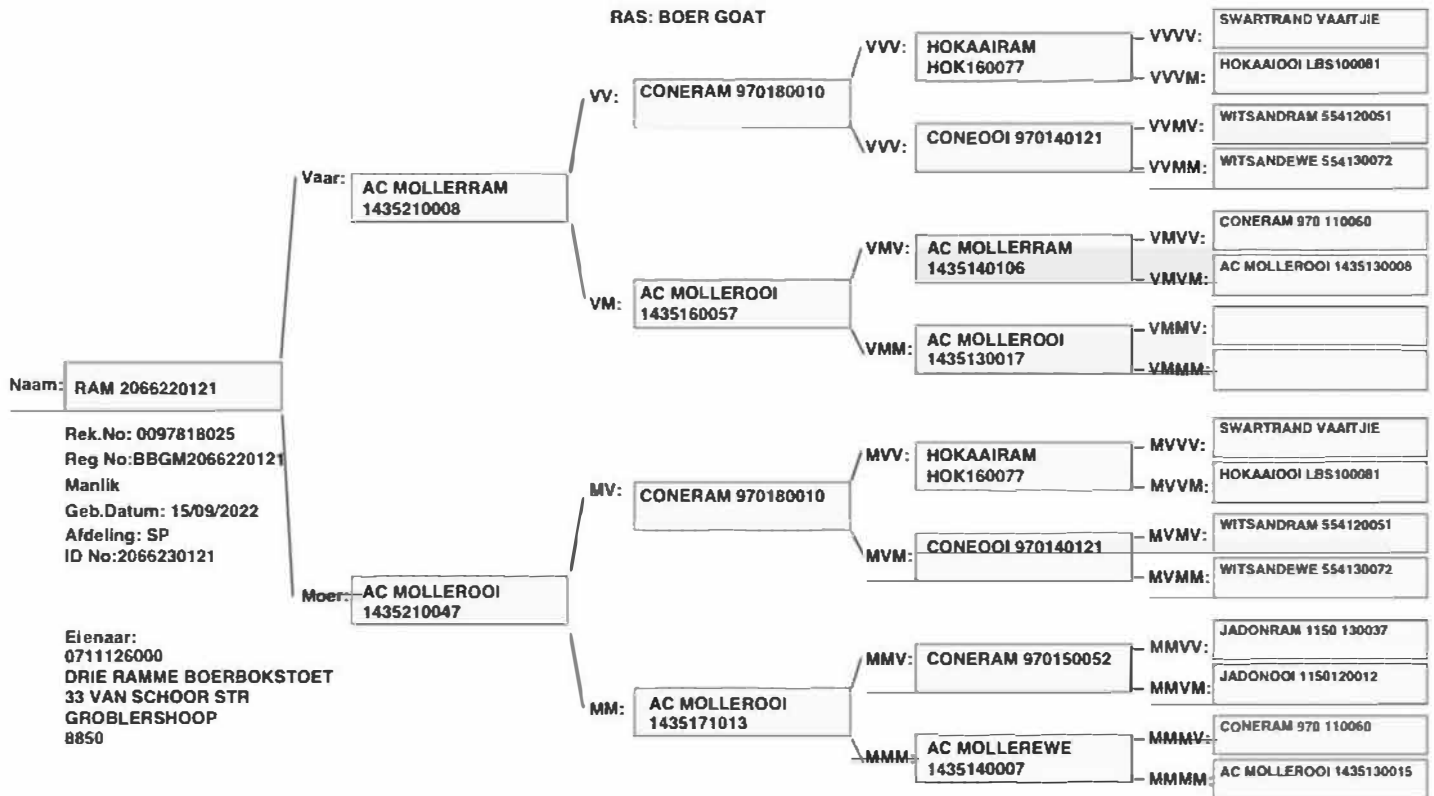 RAS: BOER GOAT
Naam:
RAM 2066220121
Rek.No: 0097818025
Reg No:BBGM2066220121
Manlik
Geb.Datum: 15/09/2022
Afdeling: SP
ID No:2066230121
Eienaar:
0711126000
DRIE RAMME BOERBOKSTOET
33 VAN SCHOOR STR
GROBLERSHOOP
8850
Vaar:
AC MOLLERRAM
1435210008
Moer:
AC MOLLEROOI
1435210047
VV:
CONERAM 970180010
VM:
AC MOLLEROOI
1435160057
MV:
CONERAM 970180010
MM:
AC MOLLEROOI
1435171013
VVV:
HOKAAIRAM
HOK160077
VVV:
CONEOOI 970140121
VMV:
AC MOLLERRAM
1435140106
VMM:
AC MOLLEROOI
1435130017
MVV:
HOKAAIRAM
HOK160077
MVM:
CONEOOI 970140121
MMV:
CONERAM 970150052
MMM:
AC MOLLEREWE
1435140007
VVVV:
SWARTRAND VAAITJIE
VVVM:
HOKAAIOOI LBS100081
VVMV:
WITSANDRAM 554120051
VVMM:
WITSANDEWE 554130072
VMVV:
CONERAM 970 110060
VMVM:
AC MOLLEROOI 1435130008
VMMV:
VMMM:
MVVV:
SWARTRAND VAAITJIE
MVVM:
HOKAAIOOI LBS100081
MVMV:
WITSANDRAM 554120051
MVMM:
WITSANDEWE 554130072
MMVV:
JADONRAM 1150 130037
MMVM:
JADONOOI 1150120012
MMMV:
CONERAM 970 110060
MMMM:
AC MOLLEROOI 1435130015